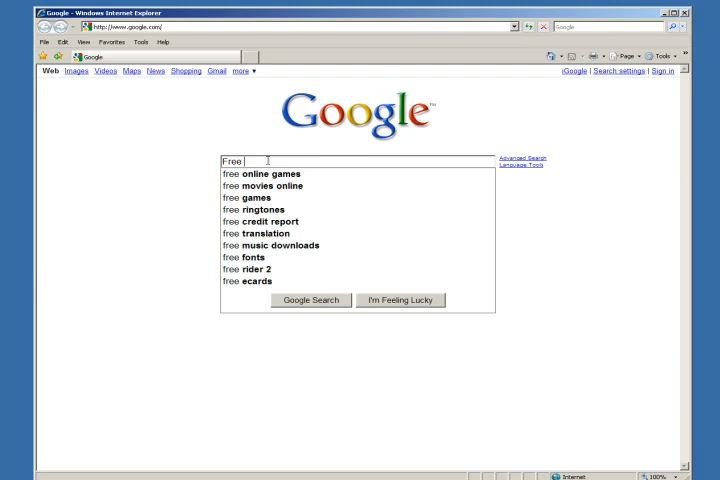 Google - Windows Internet Explorer
http://www.google.com/
Google
File Edit View Favorites Tools Help
Google
Page Tools »
Web Images Videos Maps News Shopping Gmail more ▼
iGoogle | Search settings | Sign in
Google™
Free
Advanced Search
Language Tools
free online games
free movies online
free games
free ringtones
free credit report
free translation
free music downloads
free fonts
free rider 2
free ecards
Google Search I'm Feeling Lucky
Internet 100%